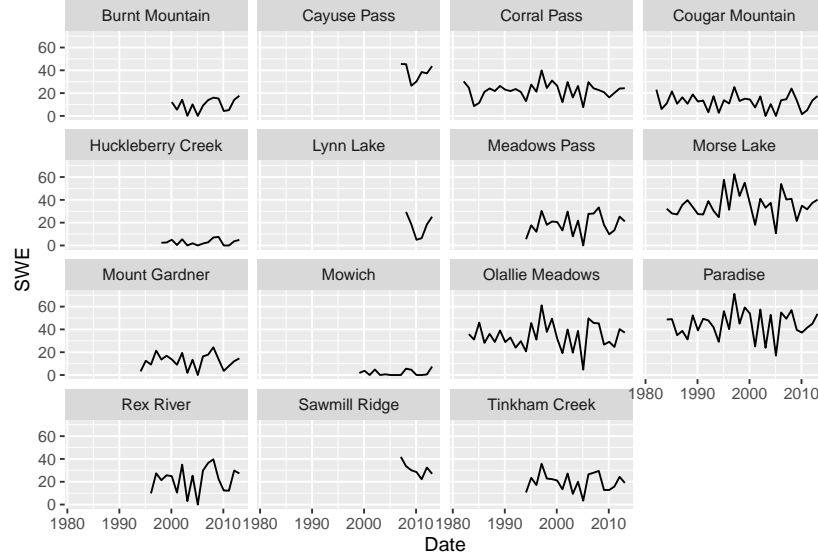 Burnt Mountain Cayuse Pass Corral Pass Cougar Mountain
60
40
20
0
Huckleberry Creek Lynn Lake Meadows Pass Morse Lake
60
40
20
0
SWE
Mount Gardner Mowich Olallie Meadows Paradise
60
40
20
0
1980 1990 2000 2010
Rex River Sawmill Ridge Tinkham Creek
60
40
20
0
1980 1990 2000 2010 1980 1990 2000 2010 1980 1990 2000 2010
Date